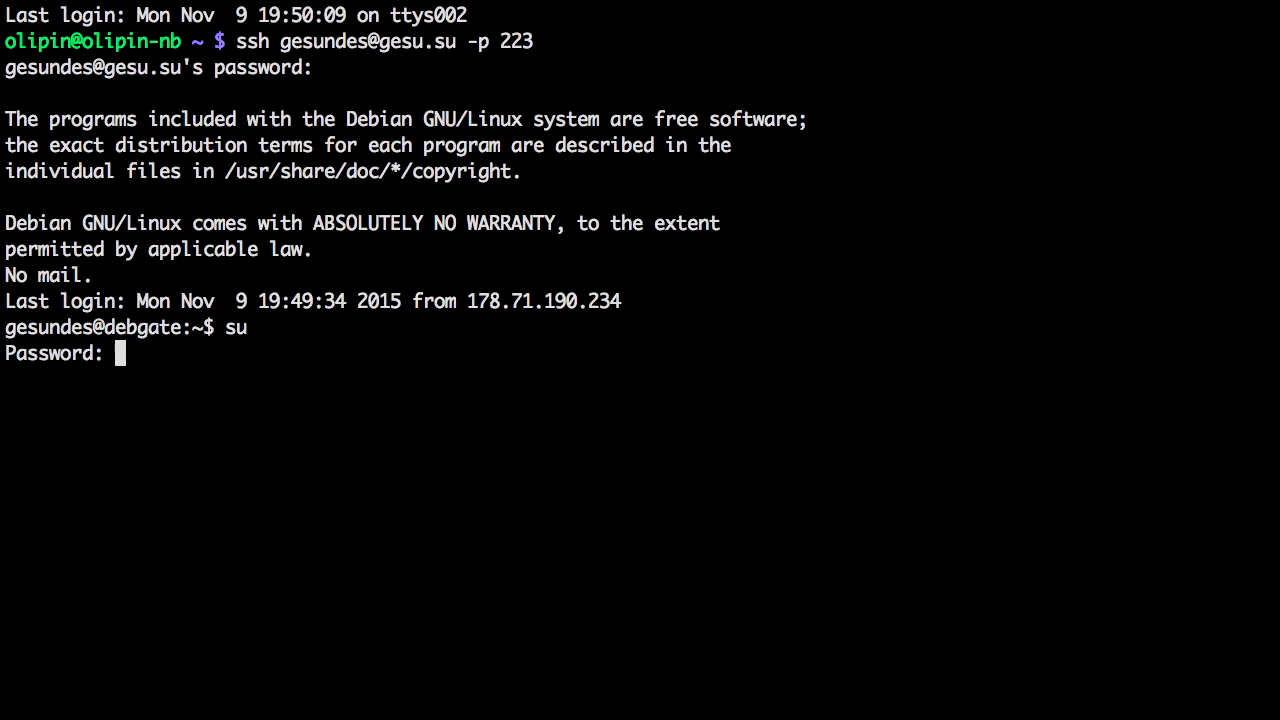 Last login: Mon Nov  9 19:50:09 on ttys002
olipin@olipin-nb ~ $ ssh gesundes@gesu.su -p 223
gesundes@gesu.su's password:
The programs included with the Debian GNU/Linux system are free software;
the exact distribution terms for each program are described in the
individual files in /usr/share/doc/*/copyright.
Debian GNU/Linux comes with ABSOLUTELY NO WARRANTY, to the extent
permitted by applicable law.
No mail.
Last login: Mon Nov  9 19:49:34 2015 from 178.71.190.234
gesundes@debgate:~$ su
Password: